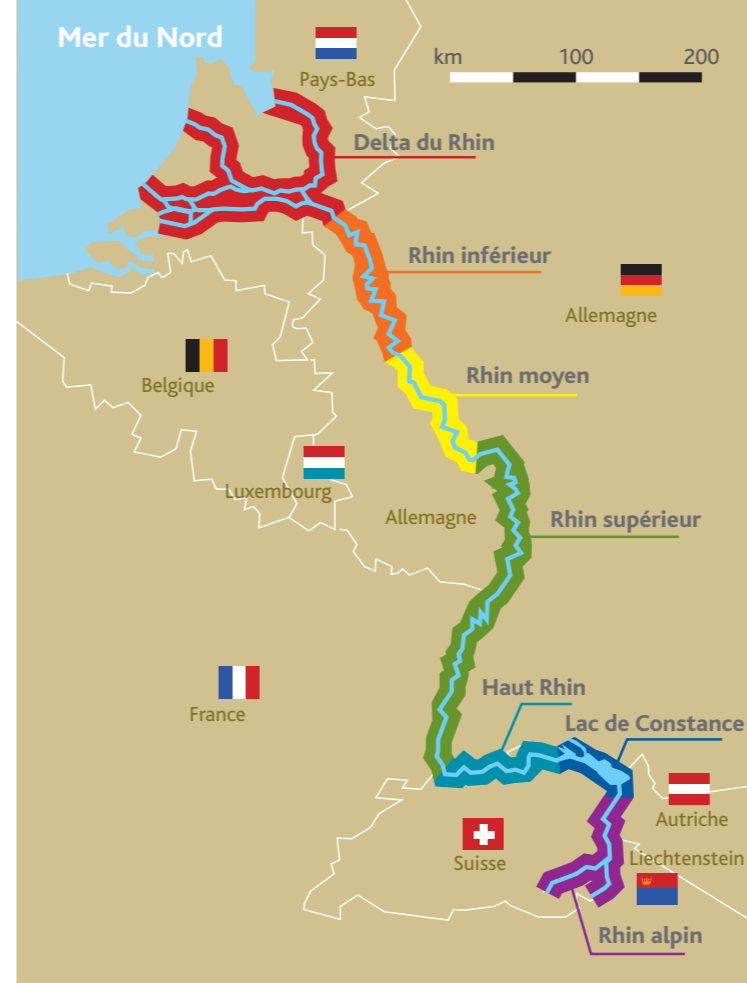 Mer du Nord
Pays-Bas
km 100 200
Delta du Rhin
Rhin inférieur
Allemagne
Belgique
Rhin moyen
Luxembourg
Allemagne
Rhin supérieur
Haut Rhin
France
Lac de Constance
Autriche
Suisse
Liechtenstein
Rhin alpin